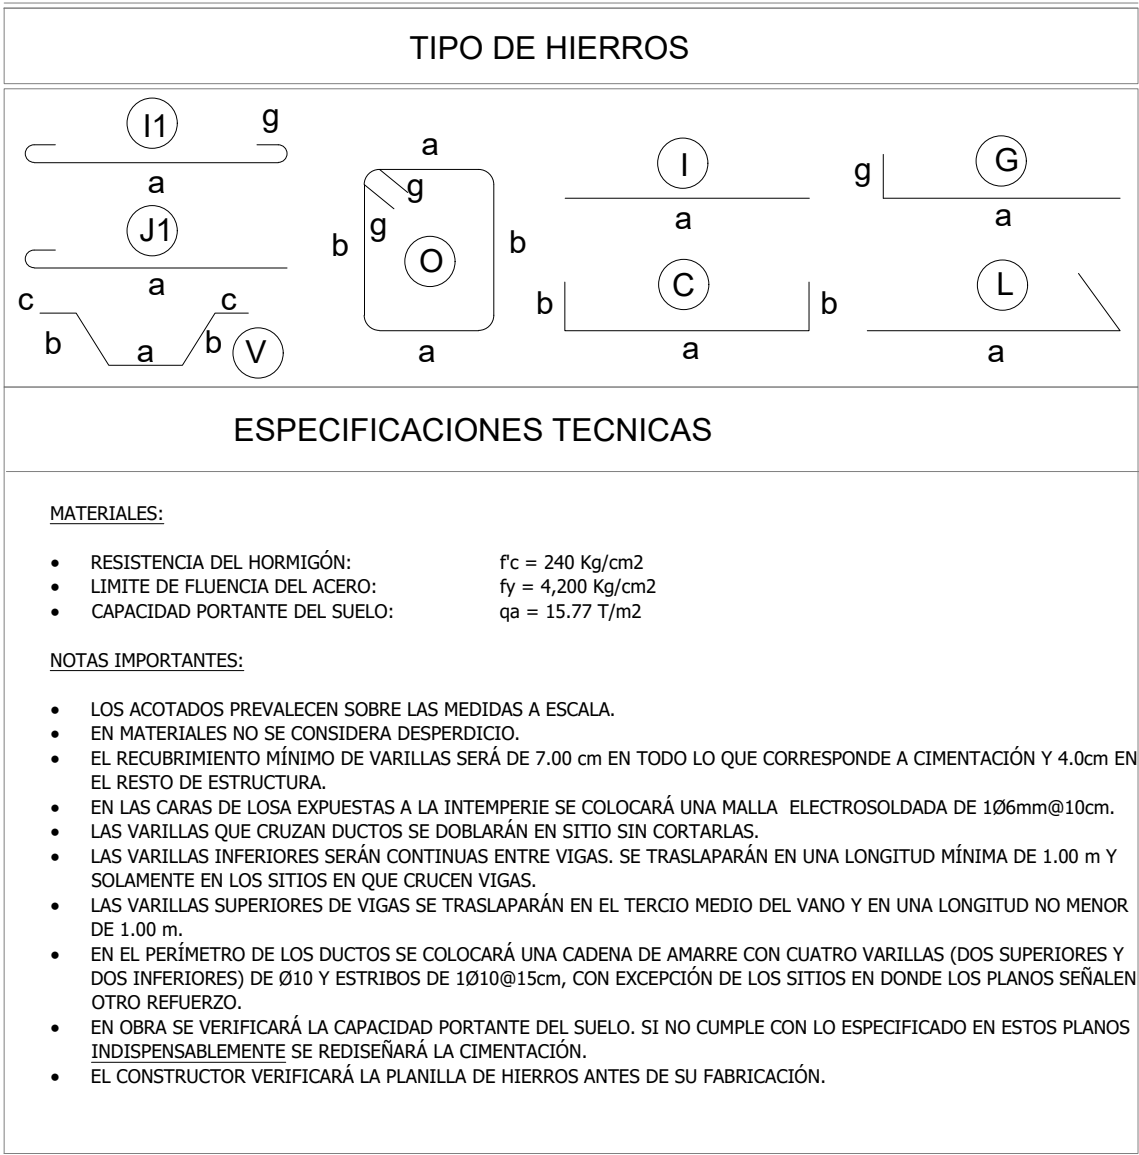 TIPO DE HIERROS
I1
g
a
J1
a
c
c
b
a
b
V
a
g
g
b
b
O
a
I
a
C
b
b
a
G
g
a
L
a
ESPECIFICACIONES TECNICAS
MATERIALES:
• RESISTENCIA DEL HORMIGÓN: f'c = 240 Kg/cm2
• LIMITE DE FLUENCIA DEL ACERO: fy = 4,200 Kg/cm2
• CAPACIDAD PORTANTE DEL SUELO: qa = 15.77 T/m2
NOTAS IMPORTANTES:
• LOS ACOTADOS PREVALECEN SOBRE LAS MEDIDAS A ESCALA.
• EN MATERIALES NO SE CONSIDERA DESPERDICIO.
• EL RECUBRIMIENTO MÍNIMO DE VARILLAS SERÁ DE 7.00 cm EN TODO LO QUE CORRESPONDE A CIMENTACIÓN Y 4.0cm EN
EL RESTO DE ESTRUCTURA.
• EN LAS CARAS DE LOSA EXPUESTAS A LA INTEMPERIE SE COLOCARÁ UNA MALLA ELECTROSOLDADA DE 1Ø6mm@10cm.
• LAS VARILLAS QUE CRUZAN DUCTOS SE DOBLARÁN EN SITIO SIN CORTARLAS.
• LAS VARILLAS INFERIORES SERÁN CONTINUAS ENTRE VIGAS. SE TRASLAPARÁN EN UNA LONGITUD MÍNIMA DE 1.00 m Y
SOLAMENTE EN LOS SITIOS EN QUE CRUCEN VIGAS.
• LAS VARILLAS SUPERIORES DE VIGAS SE TRASLAPARÁN EN EL TERCIO MEDIO DEL VANO Y EN UNA LONGITUD NO MENOR
DE 1.00 m.
• EN EL PERÍMETRO DE LOS DUCTOS SE COLOCARÁ UNA CADENA DE AMARRE CON CUATRO VARILLAS (DOS SUPERIORES Y
DOS INFERIORES) DE Ø10 Y ESTRIBOS DE 1Ø10@15cm, CON EXCEPCIÓN DE LOS SITIOS EN DONDE LOS PLANOS SEÑALEN
OTRO REFUERZO.
• EN OBRA SE VERIFICARÁ LA CAPACIDAD PORTANTE DEL SUELO. SI NO CUMPLE CON LO ESPECIFICADO EN ESTOS PLANOS
INDISPENSABLEMENTE SE REDISEÑARÁ LA CIMENTACIÓN.
• EL CONSTRUCTOR VERIFICARÁ LA PLANILLA DE HIERROS ANTES DE SU FABRICACIÓN.